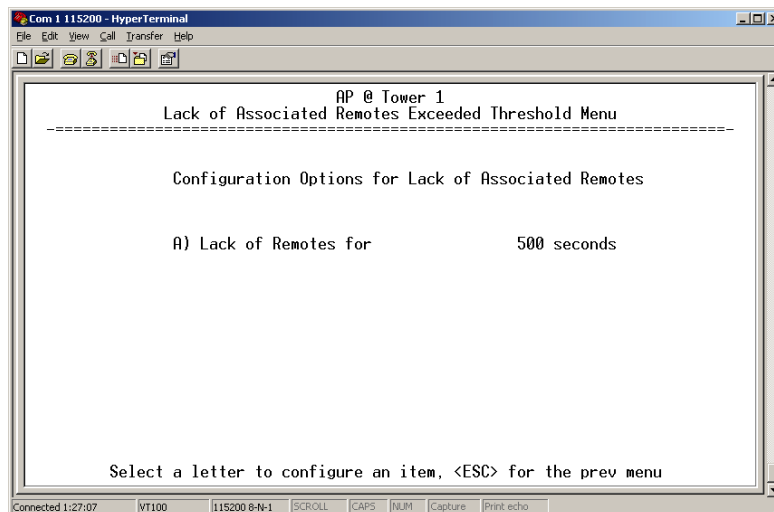 Com 1 115200 - HyperTerminal
File Edit View Call Transfer Help
AP @ Tower 1
Lack of Associated Remotes Exceeded Threshold Menu
-==========================================================================-
Configuration Options for Lack of Associated Remotes
A) Lack of Remotes for 500 seconds
Select a letter to configure an item, <ESC> for the prev menu
Connected 1:27:07 VT100 115200 8-N-1 SCROLL CAPS NUM Capture Print echo